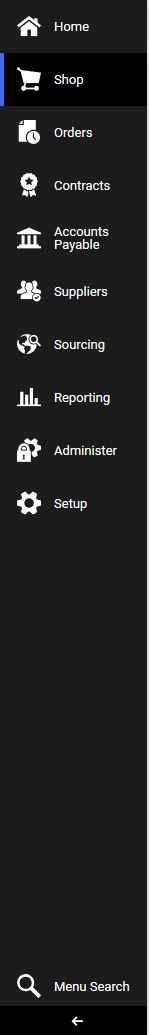 Home
Shop
Orders
Contracts
Accounts
Payable
Suppliers
Sourcing
Reporting
Administer
Setup
Menu Search